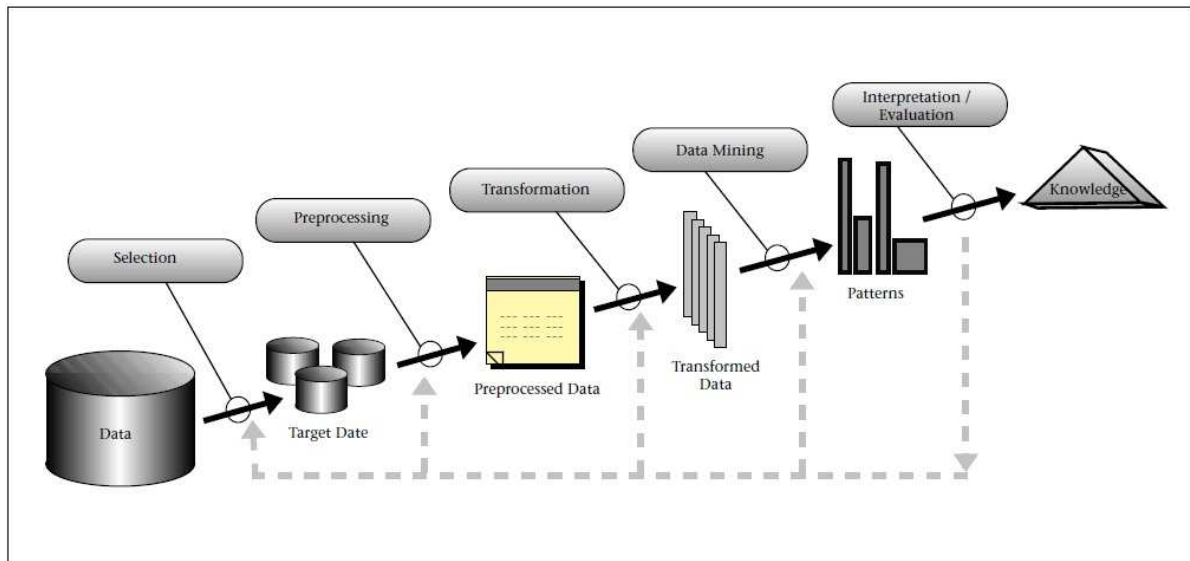 Interpretation /
Evaluation
Data Mining
Transformation
Preprocessing
Selection
Knowledge
Patterns
Transformed
Data
Preprocessed Data
Target Date
Data